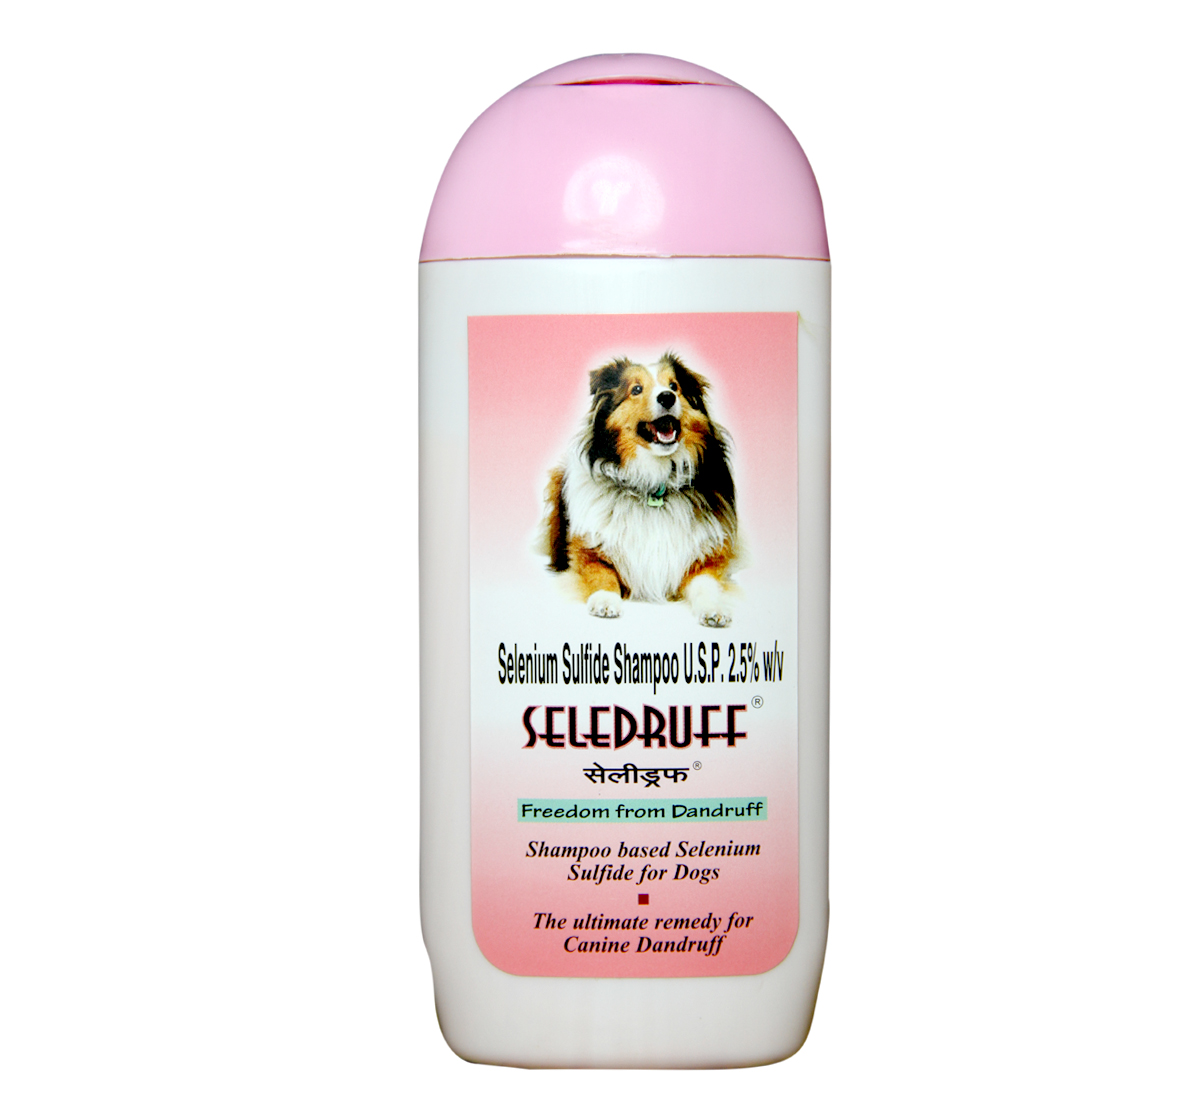 Selenium Sulfide Shampoo U.S.P. 2.5% w/v
SELEDRUFF®
सेलीड्रफ®
Freedom from Dandruff
Shampoo based Selenium
Sulfide for Dogs
The ultimate remedy for
Canine Dandruff